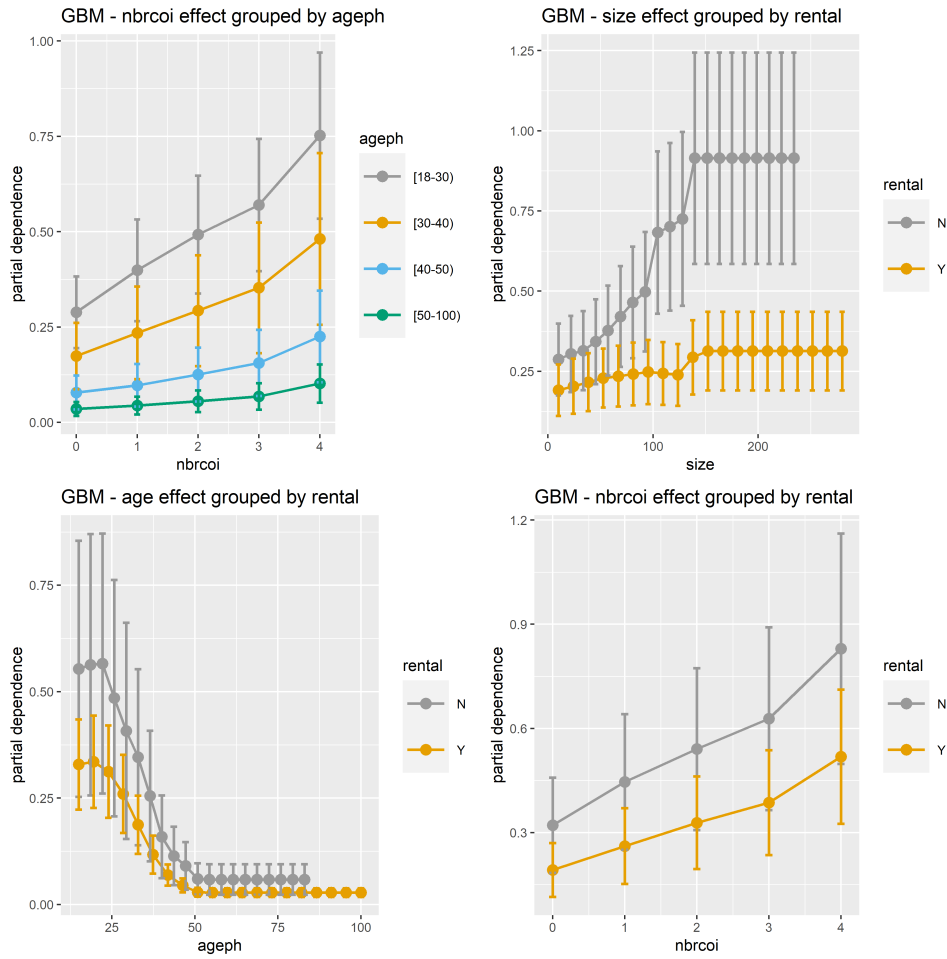 GBM - nbrcoi effect grouped by ageph
1.00
0.75
0.50
0.25
0.00
partial dependence
0 1 2 3 4
nbrcoi
ageph
[18-30)
[30-40)
[40-50)
[50-100)
GBM - size effect grouped by rental
1.25
1.00
0.75
0.50
0.25
partial dependence
0 100 200
size
rental
N
Y
GBM - age effect grouped by rental
0.75
0.50
0.25
0.00
partial dependence
25 50 75 100
ageph
rental
N
Y
GBM - nbrcoi effect grouped by rental
1.2
0.9
0.6
0.3
partial dependence
0 1 2 3 4
nbrcoi
rental
N
Y